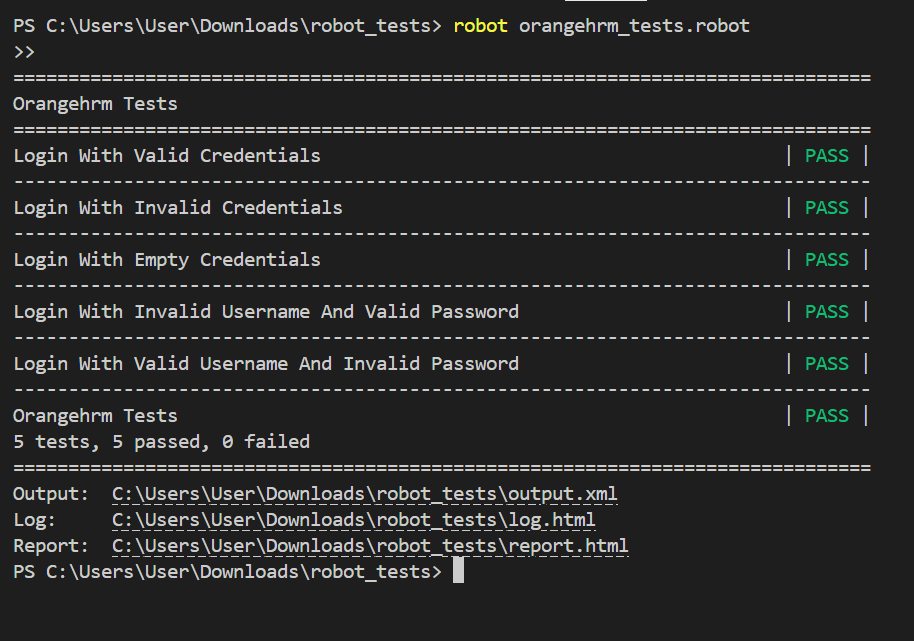 PS C:\Users\User\Downloads\robot_tests> robot orangehrm_tests.robot
>>
==============================================================================
Orangehrm Tests
==============================================================================
Login With Valid Credentials                                          | PASS |
------------------------------------------------------------------------------
Login With Invalid Credentials                                        | PASS |
------------------------------------------------------------------------------
Login With Empty Credentials                                          | PASS |
------------------------------------------------------------------------------
Login With Invalid Username And Valid Password                        | PASS |
------------------------------------------------------------------------------
Login With Valid Username And Invalid Password                        | PASS |
------------------------------------------------------------------------------
Orangehrm Tests                                                       | PASS |
5 tests, 5 passed, 0 failed
==============================================================================
Output:  C:\Users\User\Downloads\robot_tests\output.xml
Log:     C:\Users\User\Downloads\robot_tests\log.html
Report:  C:\Users\User\Downloads\robot_tests\report.html
PS C:\Users\User\Downloads\robot_tests>